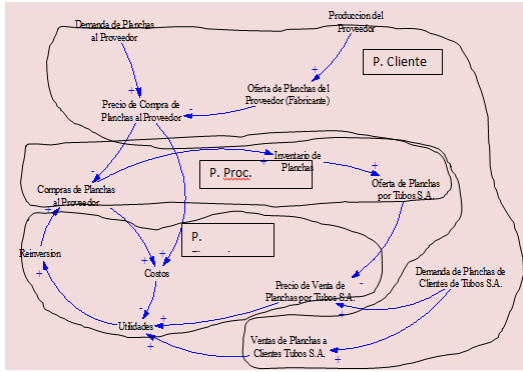 Demanda de Planchas
al Proveedor
Produccion del
Proveedor
P. Cliente
Oferta de Planchas del
Proveedor (Fabricante)
Precio de Compra de
Planchas al Proveedor
Inventario de
Planchas
P. Proc.
Compras de Planchas
al Proveedor
Oferta de Planchas
por Tubos S.A.
P.
Reinversion
Costos
Demanda de Planchas de
Clientes de Tubos S.A.
Precio de Venta de
Planchas por Tubos S.A.
Utilidades
Ventas de Planchas a
Clientes Tubos S.A.